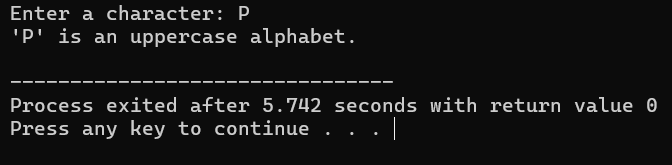 Enter a character: P
'P' is an uppercase alphabet.
--------------------------------
Process exited after 5.742 seconds with return value 0
Press any key to continue . . .